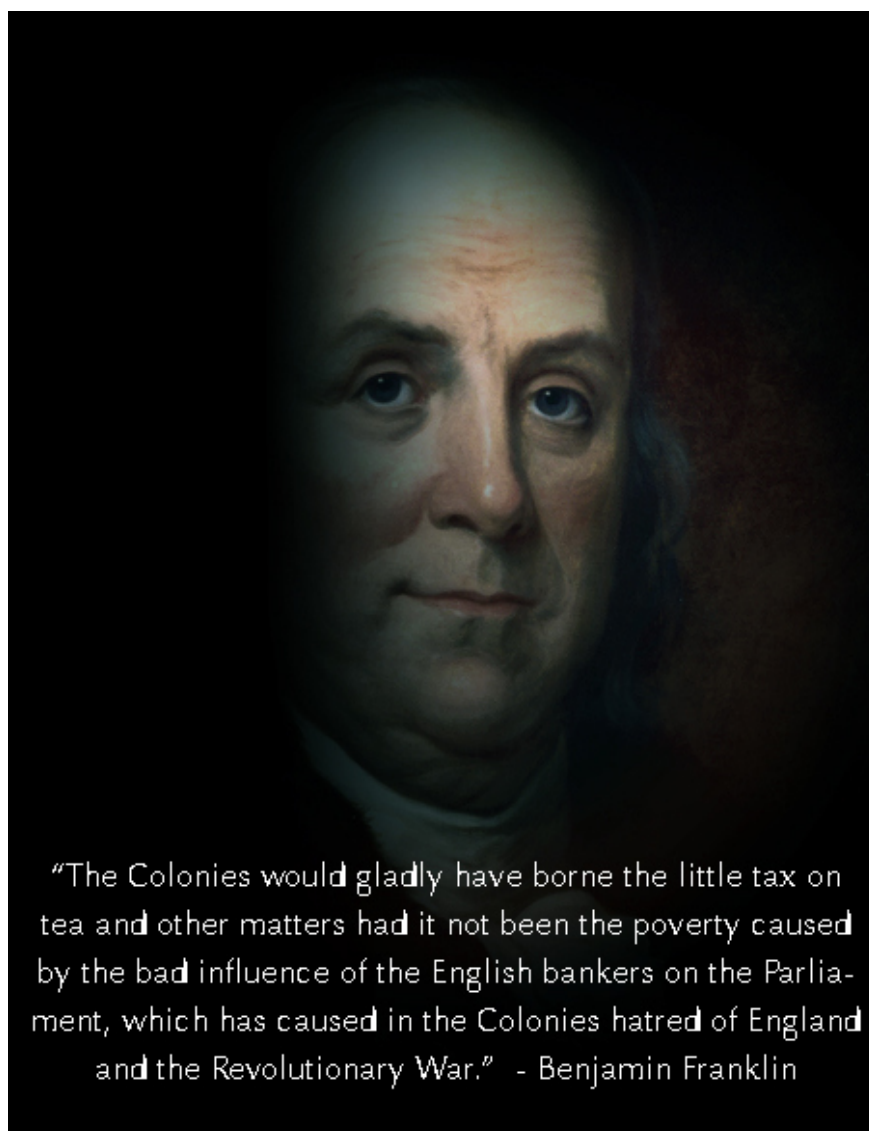 “The Colonies would gladly have borne the little tax on
tea and other matters had it not been the poverty caused
by the bad influence of the English bankers on the Parlia-
ment, which has caused in the Colonies hatred of England
and the Revolutionary War.” - Benjamin Franklin